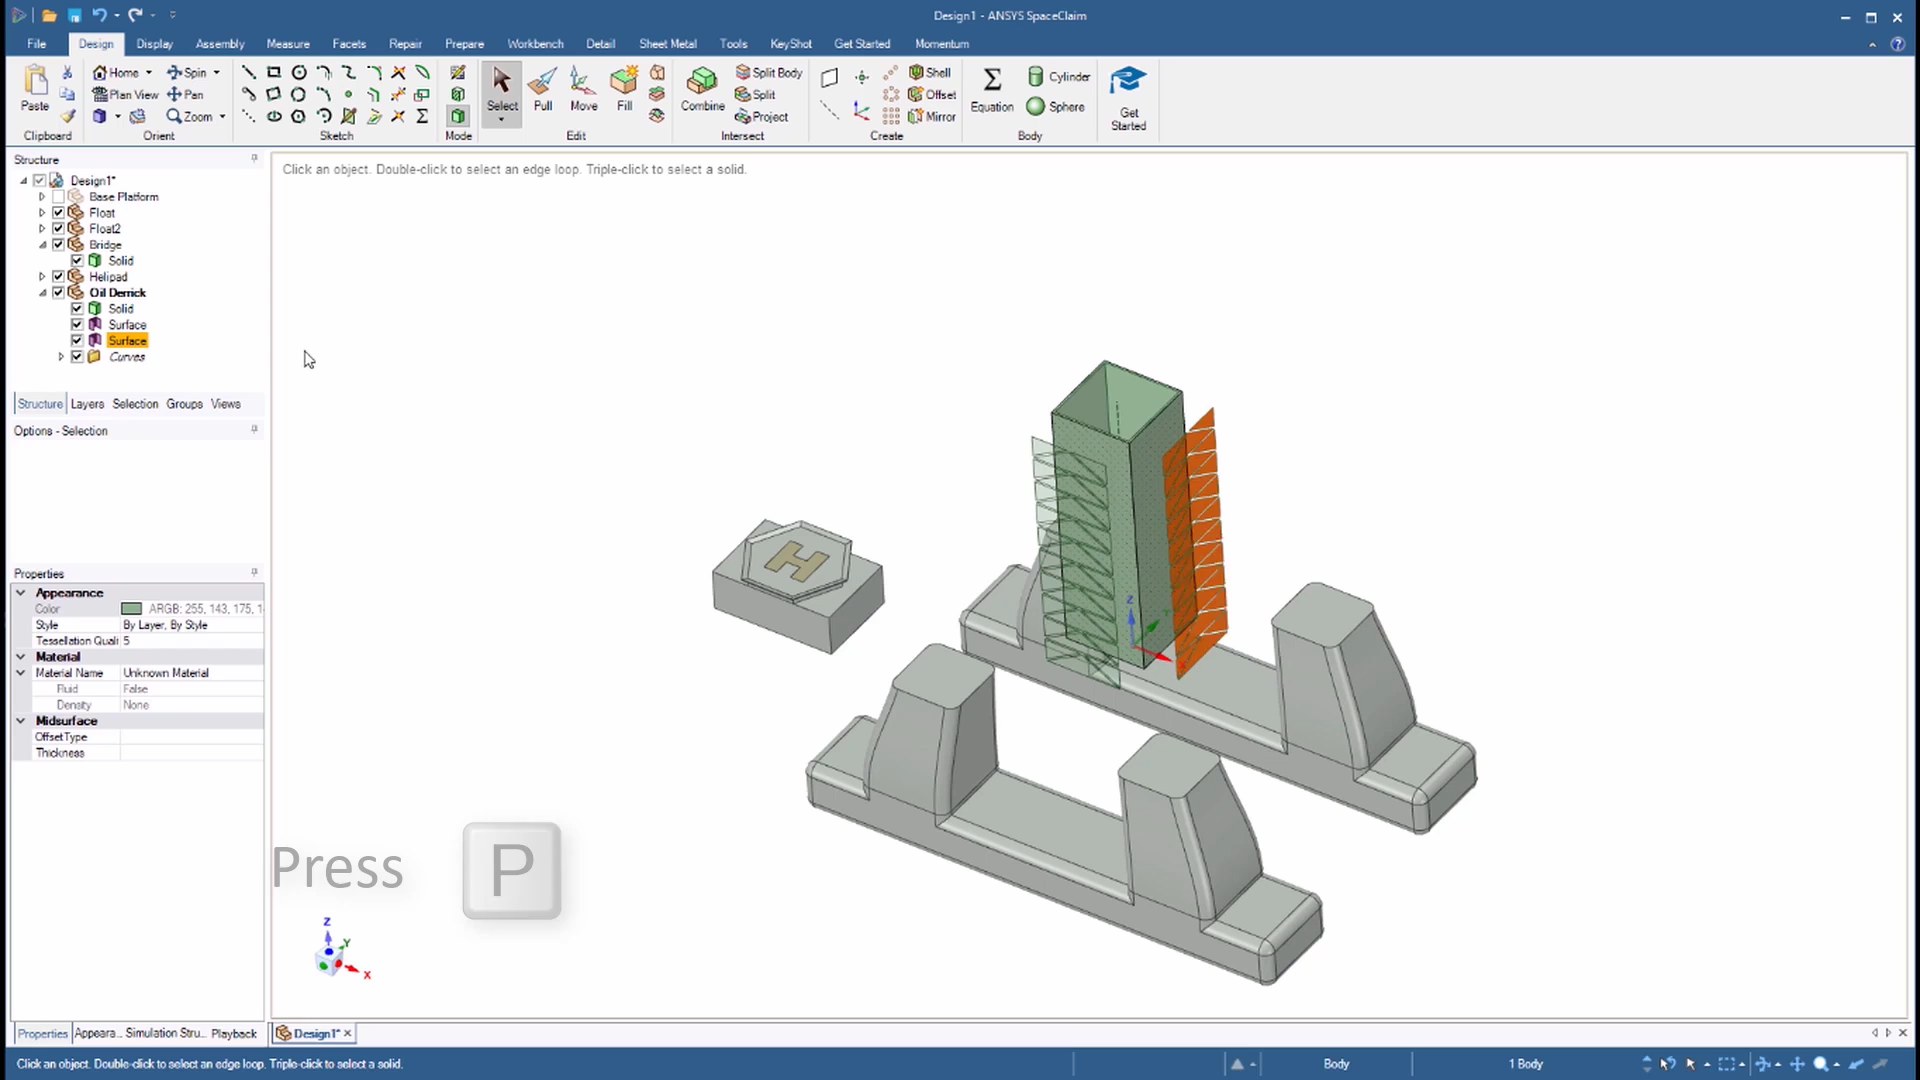 Design1 - ANSYS SpaceClaim
File Design Display Assembly Measure Facets Repair Prepare Workbench Detail Sheet Metal Tools KeyShot Get Started Momentum
Paste Home Spin Select Pull Move Fill Combine Split Body Shell Equation Cylinder Get Started
Plan View Pan Split Offset Sphere
Zoom Project Mirror
Clipboard Orient Sketch Mode Edit Intersect Create Body
Structure
Click an object. Double-click to select an edge loop. Triple-click to select a solid.
Design1*
Base Platform
Float
Float2
Bridge
Solid
Helipad
Oil Derrick
Solid
Surface
Surface
Curves
Structure Layers Selection Groups Views
Options - Selection
Properties
Appearance
Color ARGB: 255, 143, 175, 1
Style By Layer, By Style
Tessellation Quali 5
Material
Material Name Unknown Material
Fluid False
Density None
Midsurface
OffsetType
Thickness
H
Z
Y
X
Press P
Z
Y
X
Properties Appeara... Simulation Stru... Playback Design1*
Click an object. Double-click to select an edge loop. Triple-click to select a solid. Body 1 Body